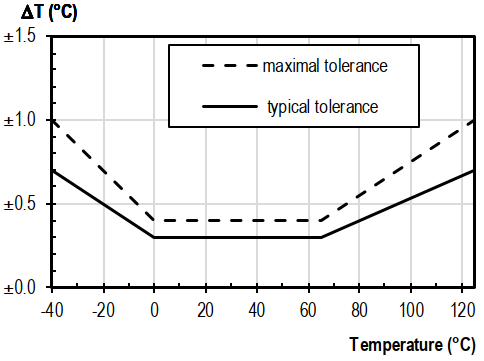 ΔT (°C)
±1.5
maximal tolerance
typical tolerance
±1.0
±0.5
±0.0
-40 -20 0 20 40 60 80 100 120
Temperature (°C)